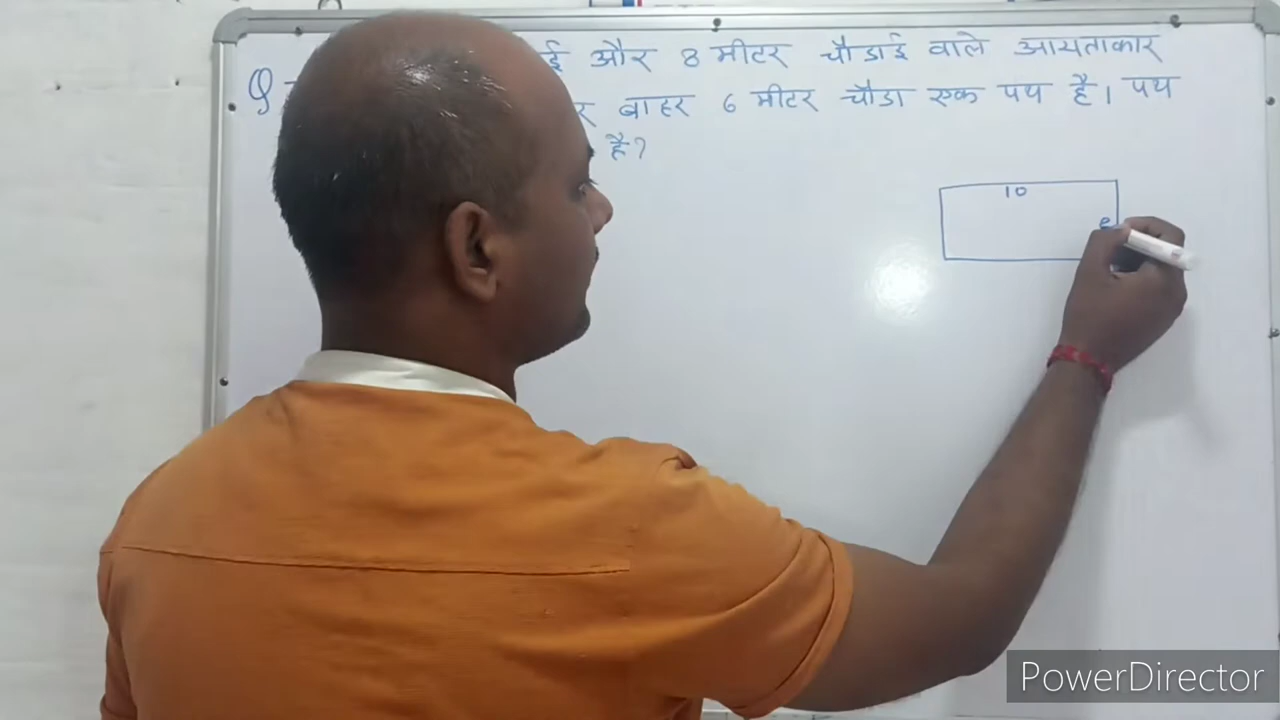 Q ई और 8 मीटर चौडाई वाले आयताकार
र बाहर 6 मीटर चौडा एक पथ है। पथ
है?
10
PowerDirector